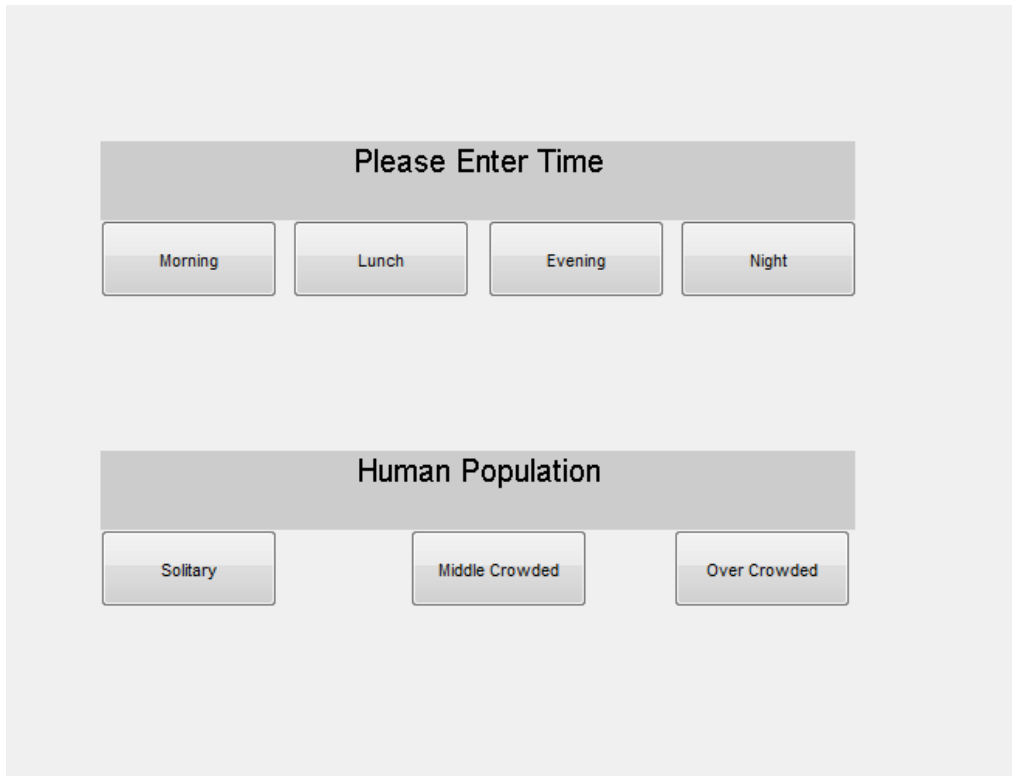 Please Enter Time
Morning Lunch Evening Night
Human Population
Solitary Middle Crowded Over Crowded